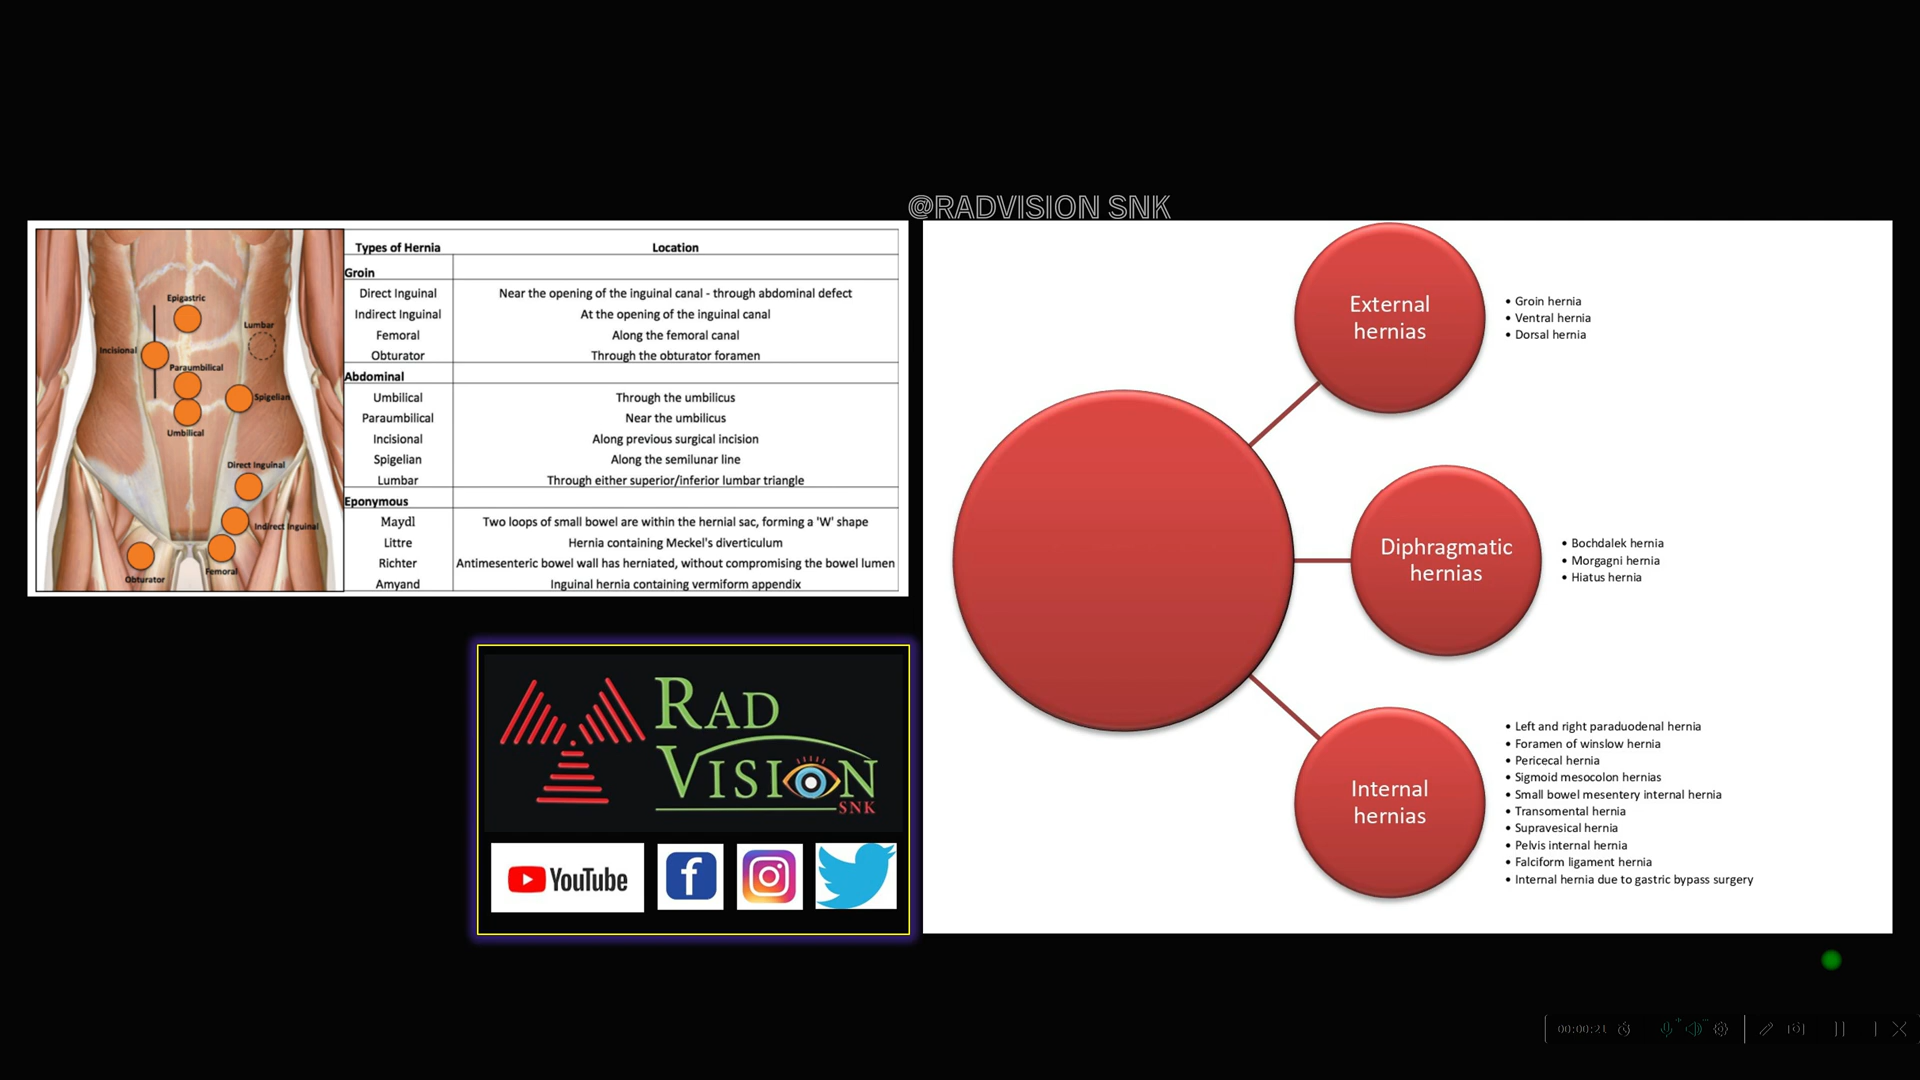 @RADVISION SNK
Epigastric
Lumbar
Incisional
Paraumbilical
Spigelian
Umbilical
Direct Inguinal
Indirect Inguinal
Obturator
Femoral
Types of Hernia Location
Groin
Direct Inguinal Near the opening of the inguinal canal - through abdominal defect
Indirect Inguinal At the opening of the inguinal canal
Femoral Along the femoral canal
Obturator Through the obturator foramen
Abdominal
Umbilical Through the umbilicus
Paraumbilical Near the umbilicus
Incisional Along previous surgical incision
Spigelian Along the semilunar line
Lumbar Through either superior/inferior lumbar triangle
Eponymous
Maydl Two loops of small bowel are within the hernial sac, forming a 'W' shape
Littre Hernia containing Meckel's diverticulum
Richter Antimesenteric bowel wall has herniated, without compromising the bowel lumen
Amyand Inguinal hernia containing vermiform appendix
RAD
VISION
SNK
YouTube
f
External
hernias
• Groin hernia
• Ventral hernia
• Dorsal hernia
Diphragmatic
hernias
• Bochdalek hernia
• Morgagni hernia
• Hiatus hernia
Internal
hernias
• Left and right paraduodenal hernia
• Foramen of winslow hernia
• Pericecal hernia
• Sigmoid mesocolon hernias
• Small bowel mesentery internal hernia
• Transomental hernia
• Supravesical hernia
• Pelvis internal hernia
• Falciform ligament hernia
• Internal hernia due to gastric bypass surgery
00:00:21